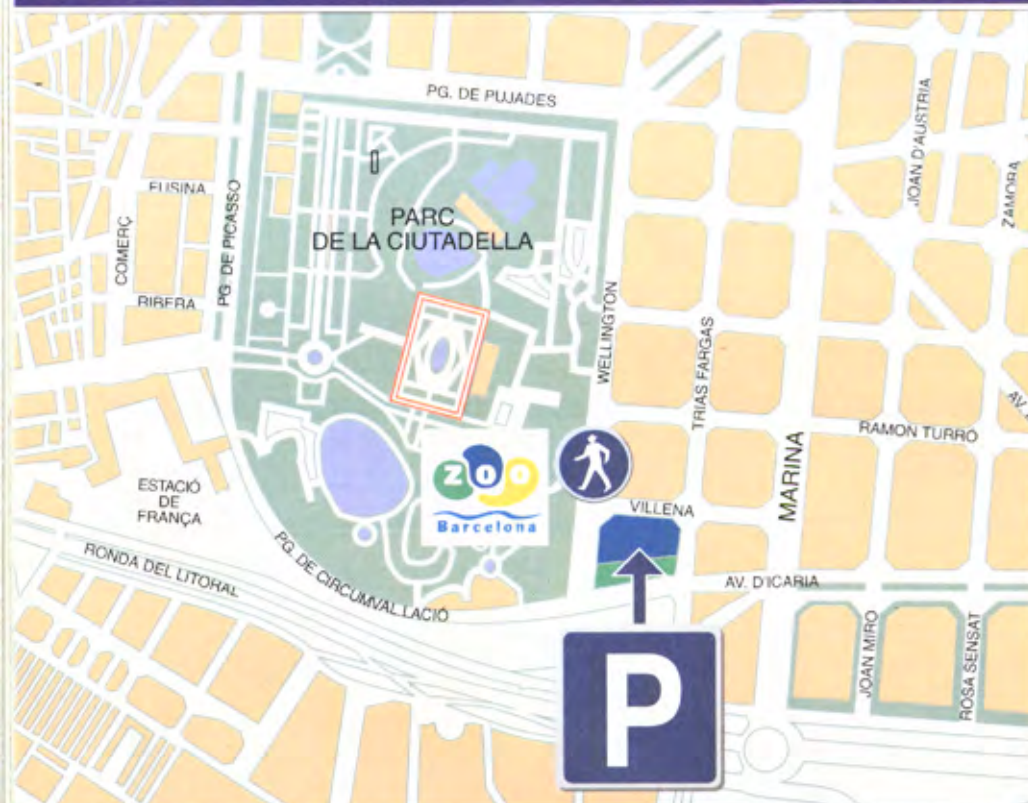 PG. DE PUJADES
JOAN D'AUSTRIA
ZAMORA
FUSINA
COMERÇ
PG. DE PICASSO
PARC
DE LA CIUTADELLA
RIBERA
WELLINGTON
TRIAS FARGAS
AV.
RAMON TURRÓ
MARINA
zoo
Barcelona
ESTACIÓ
DE
FRANÇA
VILLENA
RONDA DEL LITORAL
PG. DE CIRCUMVAL.LACIÓ
AV. D'ICARIA
JOAN MIRO
ROSA SENSAT
P